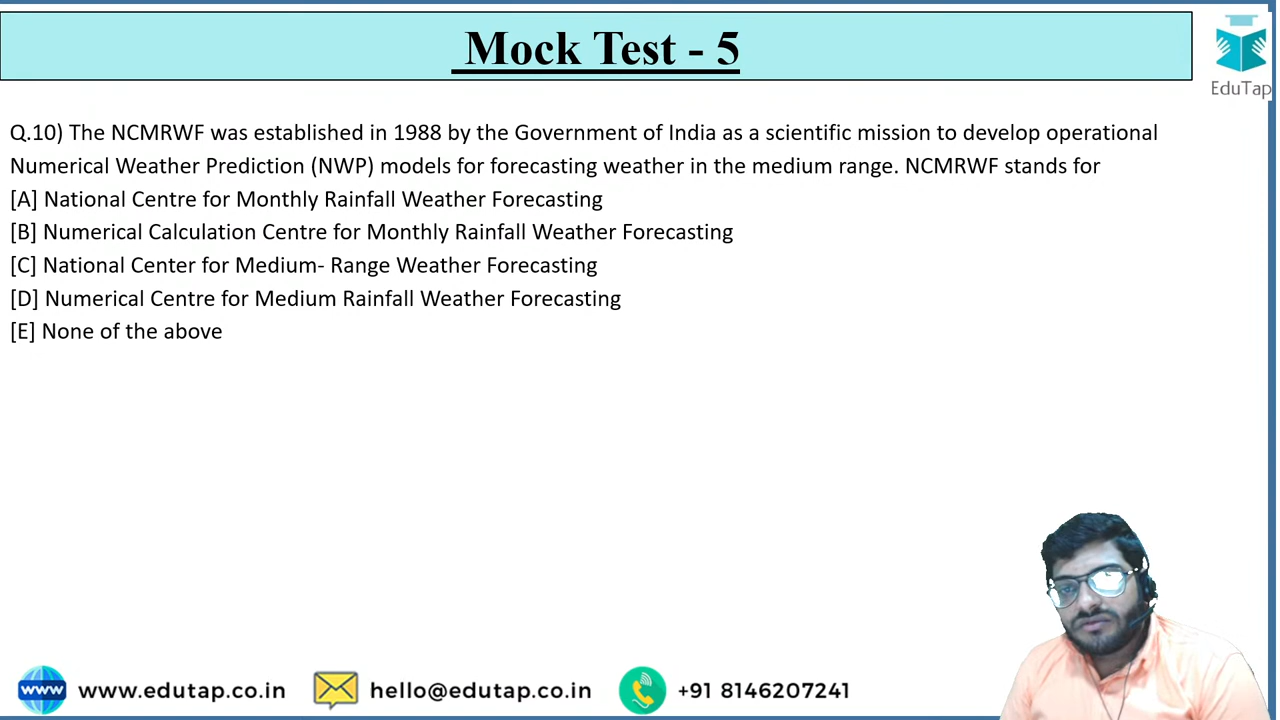 Mock Test - 5
EduTap
Q.10) The NCMRWF was established in 1988 by the Government of India as a scientific mission to develop operational
Numerical Weather Prediction (NWP) models for forecasting weather in the medium range. NCMRWF stands for
[A] National Centre for Monthly Rainfall Weather Forecasting
[B] Numerical Calculation Centre for Monthly Rainfall Weather Forecasting
[C] National Center for Medium- Range Weather Forecasting
[D] Numerical Centre for Medium Rainfall Weather Forecasting
[E] None of the above
www www.edutap.co.in hello@edutap.co.in +91 8146207241